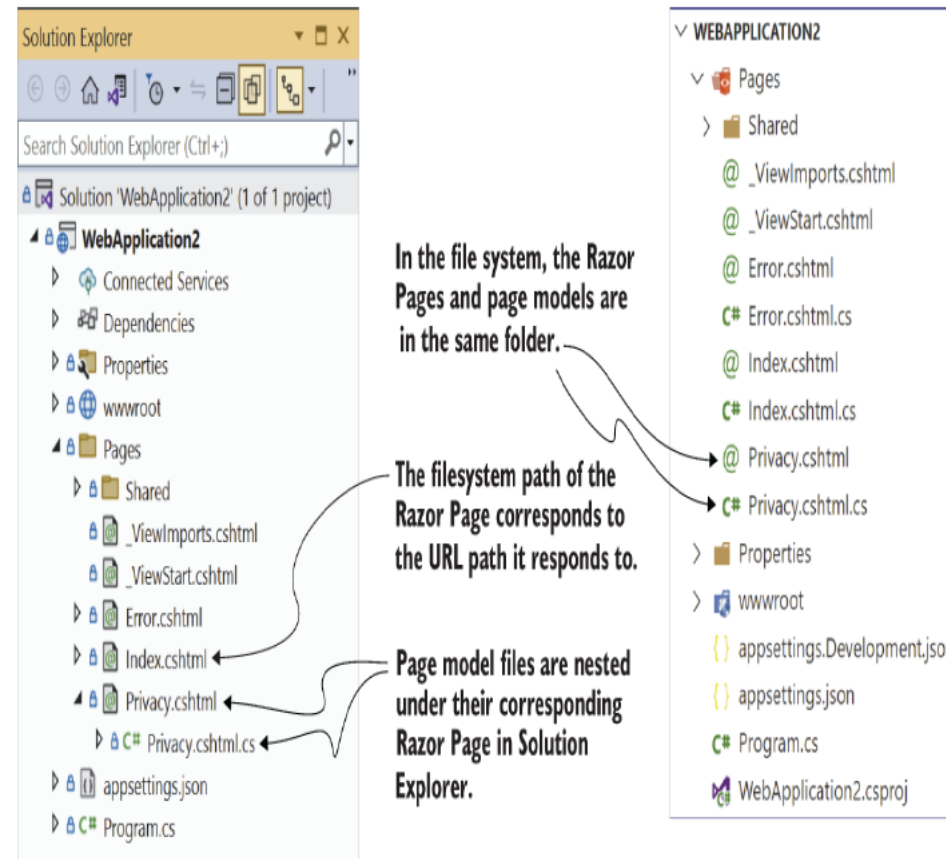 Solution Explorer
Search Solution Explorer (Ctrl+;)
Solution 'WebApplication2' (1 of 1 project)
WebApplication2
Connected Services
Dependencies
Properties
wwwroot
Pages
Shared
_ViewImports.cshtml
_ViewStart.cshtml
Error.cshtml
Index.cshtml
Privacy.cshtml
C# Privacy.cshtml.cs
appsettings.json
C# Program.cs
In the file system, the Razor
Pages and page models are
in the same folder.
The filesystem path of the
Razor Page corresponds to
the URL path it responds to.
Page model files are nested
under their corresponding
Razor Page in Solution
Explorer.
WEBAPPLICATION2
Pages
Shared
@ _ViewImports.cshtml
@ _ViewStart.cshtml
@ Error.cshtml
C# Error.cshtml.cs
@ Index.cshtml
C# Index.cshtml.cs
@ Privacy.cshtml
C# Privacy.cshtml.cs
Properties
wwwroot
{ } appsettings.Development.jso
{ } appsettings.json
C# Program.cs
WebApplication2.csproj